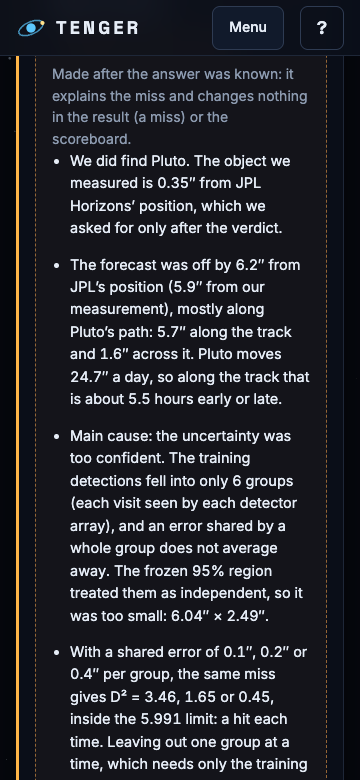 TENGER
Menu
?
Made after the answer was known: it
explains the miss and changes nothing
in the result (a miss) or the
scoreboard.
• We did find Pluto. The object we
measured is 0.35″ from JPL
Horizons’ position, which we
asked for only after the verdict.
• The forecast was off by 6.2″ from
JPL’s position (5.9″ from our
measurement), mostly along
Pluto’s path: 5.7″ along the track
and 1.6″ across it. Pluto moves
24.7″ a day, so along the track that
is about 5.5 hours early or late.
• Main cause: the uncertainty was
too confident. The training
detections fell into only 6 groups
(each visit seen by each detector
array), and an error shared by a
whole group does not average
away. The frozen 95% region
treated them as independent, so it
was too small: 6.04″ × 2.49″.
• With a shared error of 0.1″, 0.2″ or
0.4″ per group, the same miss
gives D² = 3.46, 1.65 or 0.45,
inside the 5.991 limit: a hit each
time. Leaving out one group at a
time, which needs only the training